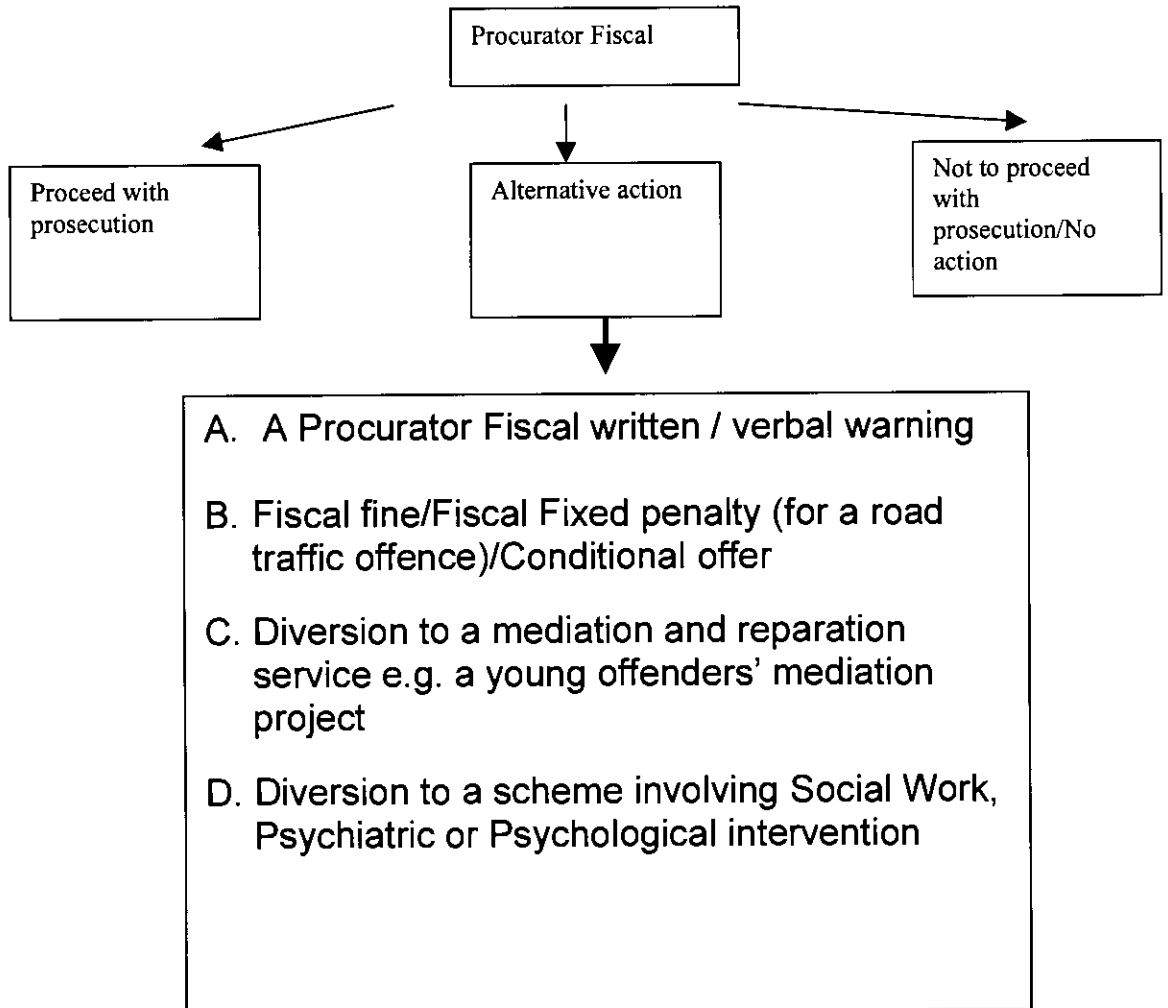 Procurator Fiscal
Proceed with
prosecution
Alternative action
Not to proceed
with
prosecution/No
action
A. A Procurator Fiscal written / verbal warning
B. Fiscal fine/Fiscal Fixed penalty (for a road
traffic offence)/Conditional offer
C. Diversion to a mediation and reparation
service e.g. a young offenders’ mediation
project
D. Diversion to a scheme involving Social Work,
Psychiatric or Psychological intervention